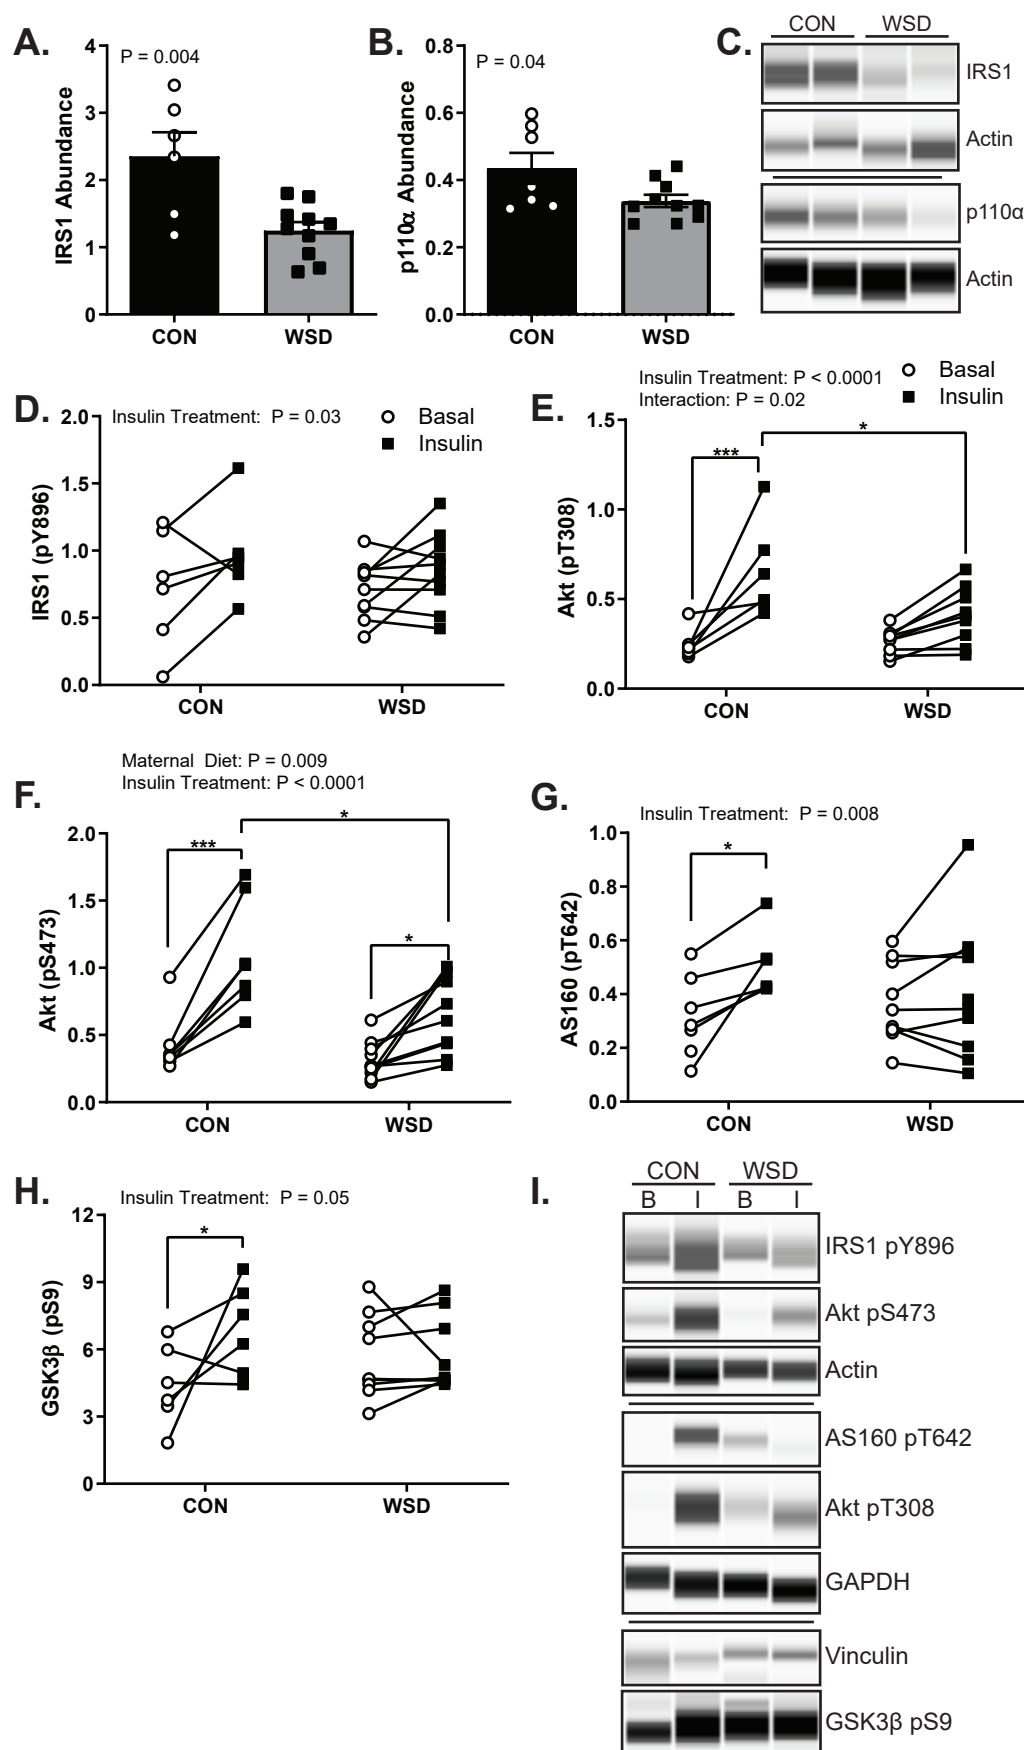 A.
P = 0.004
IRS1 Abundance
4
3
2
1
0
CON
WSD
B.
P = 0.04
p110α Abundance
0.8
0.6
0.4
0.2
0.0
CON
WSD
C.
CON WSD
IRS1
Actin
p110α
Actin
D.
Insulin Treatment: P = 0.03
Basal
Insulin
IRS1 (pY896)
2.0
1.5
1.0
0.5
0.0
CON
WSD
E.
Insulin Treatment: P < 0.0001
Interaction: P = 0.02
Basal
Insulin
Akt (pT308)
1.5
1.0
0.5
0.0
***
*
CON
WSD
F.
Maternal Diet: P = 0.009
Insulin Treatment: P < 0.0001
Akt (pS473)
2.0
1.5
1.0
0.5
0.0
***
*
*
CON
WSD
G.
Insulin Treatment: P = 0.008
AS160 (pT642)
1.0
0.8
0.6
0.4
0.2
0.0
*
CON
WSD
H.
Insulin Treatment: P = 0.05
GSK3β (pS9)
12
9
6
3
0
*
CON
WSD
I.
CON WSD
B I B I
IRS1 pY896
Akt pS473
Actin
AS160 pT642
Akt pT308
GAPDH
Vinculin
GSK3β pS9